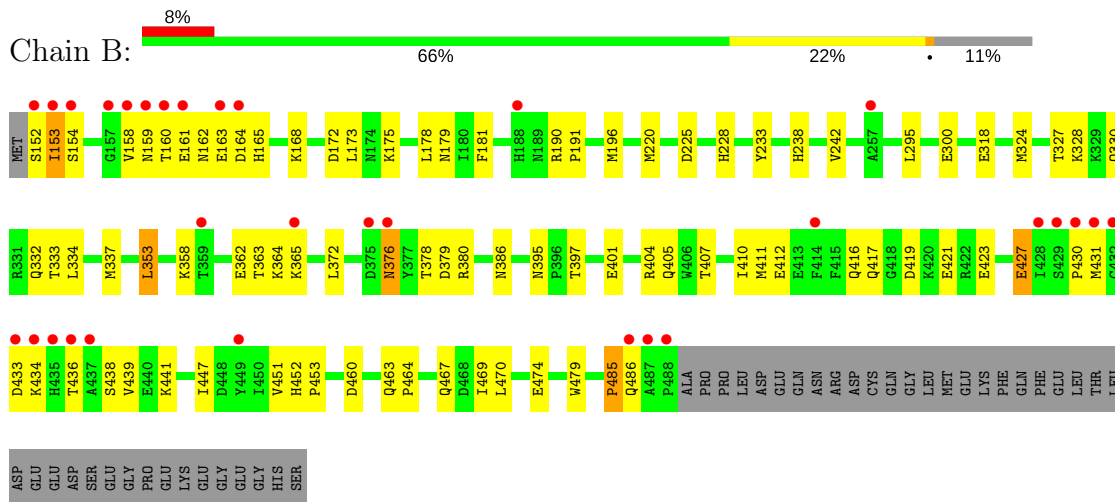 8%
Chain B:
66% 22% • 11%
MET S152 I153 S154 G157 V158 N159 T160 E161 N162 E163 D164 H165 K168 D172 L173 N174 K175 L178 N179 I180 F181 H188 N189 R190 P191 M196 M220 D225 H228 Y233 H238 V242 A257 L295 E300 E318 M324 T327 K328 K329 Q330
R331 Q332 T333 L334 M337 L353 K358 T359 E362 T363 K364 K365 L372 D375 N376 Y377 T378 D379 R380 N386 N395 P396 T397 E401 R404 Q405 W406 T407 I410 M411 E412 E413 F414 F415 Q416 Q417 G418 D419 K420 E421 R422 E423 E427 I428 S429 P430 M431 C432
D433 K434 H435 T436 A437 S438 V439 E440 K441 I447 D448 Y449 I450 V451 H452 P453 D460 Q463 P464 Q467 D468 I469 L470 E474 W479 P485 Q486 A487 P488 ALA PRO PRO LEU ASP GLU GLN ASN ARG ASP CYS GLN GLY LEU MET GLU LYS PHE GLN PHE GLU LEU THR LEU
ASP GLU GLU ASP SER GLU GLY PRO GLU LYS GLU GLY GLU GLY HIS SER